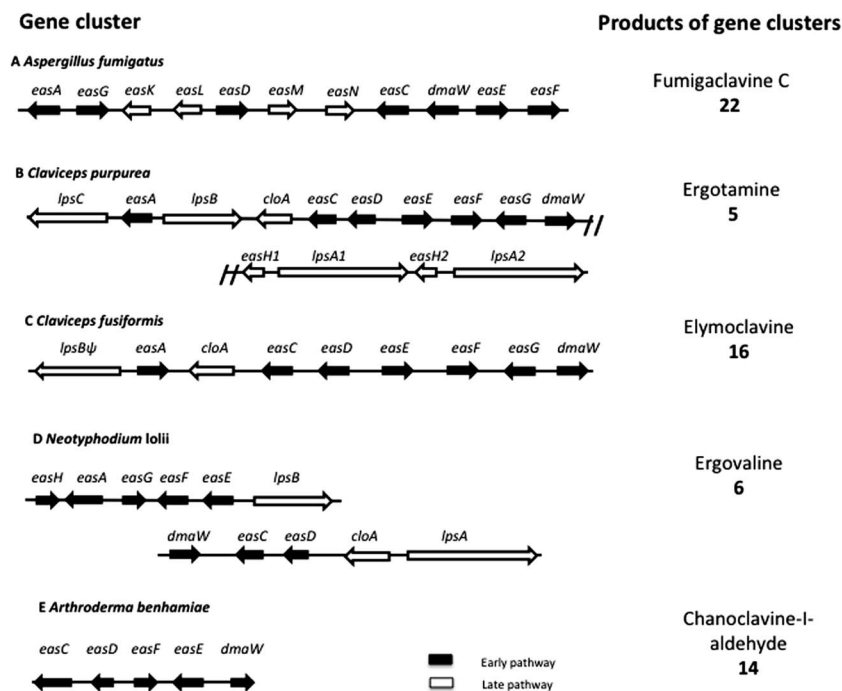 Gene cluster
Products of gene clusters
A Aspergillus fumigatus
easA easG easK easL easD easM easN easC dmaW easE easF
Fumigaclavine C
22
B Claviceps purpurea
lpsC easA lpsB cloA easC easD easE easF easG dmaW
Ergotamine
5
easH1 lpsA1 easH2 lpsA2
C Claviceps fusiformis
lpsBψ easA cloA easC easD easE easF easG dmaW
Elymoclavine
16
D Neotyphodium lolii
easH easA easG easF easE lpsB
Ergovaline
6
dmaW easC easD cloA lpsA
E Arthroderma benhamiae
easC easD easF easE dmaW
Chanoclavine-I-
aldehyde
14
Early pathway
Late pathway